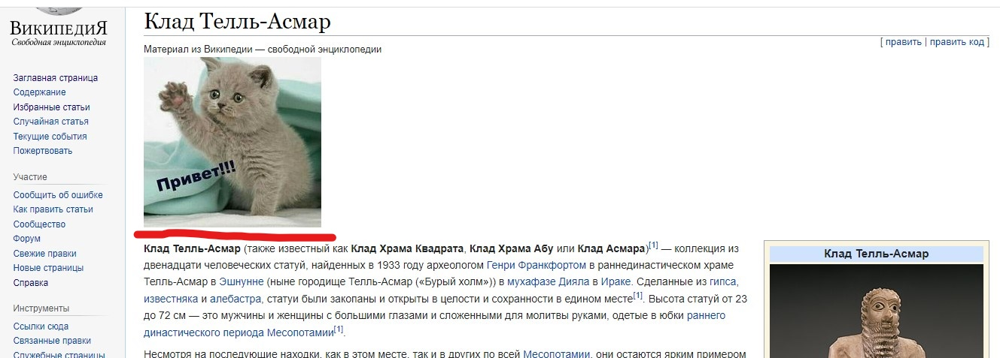 ВИКИПЕДИЯ
Свободная энциклопедия
Заглавная страница
Содержание
Избранные статьи
Случайная статья
Текущие события
Пожертвовать
Участие
Сообщить об ошибке
Как править статьи
Сообщество
Форум
Свежие правки
Новые страницы
Справка
Инструменты
Ссылки сюда
Связанные правки
Служебные страницы
Клад Телль-Асмар
[ править | править код ]
Материал из Википедии — свободной энциклопедии
Привет!!!
Клад Телль-Асмар (также известный как Клад Храма Квадрата, Клад Храма Абу или Клад Асмара)[1] — коллекция из
двенадцати человеческих статуй, найденных в 1933 году археологом Генри Франкфортом в раннединастическом храме
Телль-Асмар в Эшнунне (ныне городище Телль-Асмар («Бурый холм»)) в мухафазе Дияла в Ираке. Сделанные из гипса,
известняка и алебастра, статуи были закопаны и открыты в целости и сохранности в едином месте[1]. Высота статуй от 23
до 72 см — это мужчины и женщины с большими глазами и сложенными для молитвы руками, одетые в юбки раннего
династического периода Месопотамии[1].
Несмотря на последующие находки, как в этом месте, так и в других по всей Месопотамии, они остаются ярким примером
Клад Телль-Асмар